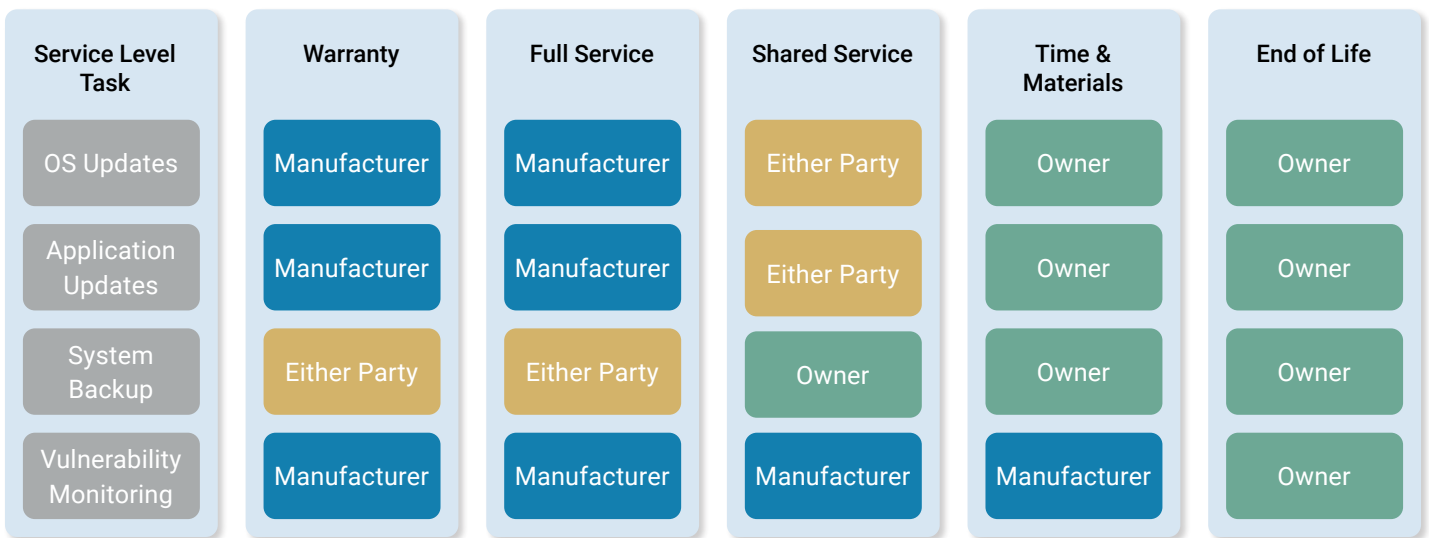 Service Level
Task
Warranty
Full Service
Shared Service
Time &
Materials
End of Life
OS Updates
Manufacturer
Manufacturer
Either Party
Owner
Owner
Application
Updates
Manufacturer
Manufacturer
Either Party
Owner
Owner
System
Backup
Either Party
Either Party
Owner
Owner
Owner
Vulnerability
Monitoring
Manufacturer
Manufacturer
Manufacturer
Manufacturer
Owner